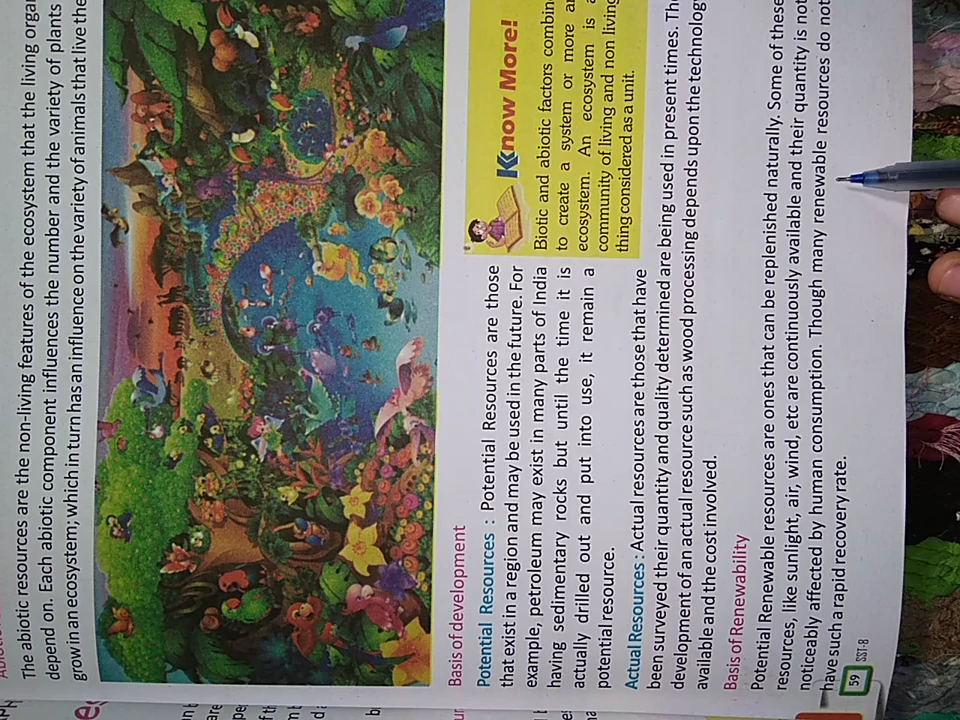 The abiotic resources are the non-living features of the ecosystem that the living
depend on. Each abiotic component influences the number and the variety of plants
grow in an ecosystem; which in turn has an influence on the variety of animals that live the
Basis of development
Potential Resources : Potential Resources are those
that exist in a region and may be used in the future. For
example, petroleum may exist in many parts of India
having sedimentary rocks but until the time it is
actually drilled out and put into use, it remain a
potential resource.
Know More!
Biotic and abiotic factors combin
to create a system or more
ecosystem. An ecosystem is a
community of living and non living
thing considered as a unit.
Actual Resources : Actual resources are those that have
been surveyed their quantity and quality determined are being used in present times. Th
development of an actual resource such as wood processing depends upon the technology
available and the cost involved.
Basis of Renewability
Potential Renewable resources are ones that can be replenished naturally. Some of these
resources, like sunlight, air, wind, etc are continuously available and their quantity is not
noticeably affected by human consumption. Though many renewable resources do not
have such a rapid recovery rate.
59 SST-8